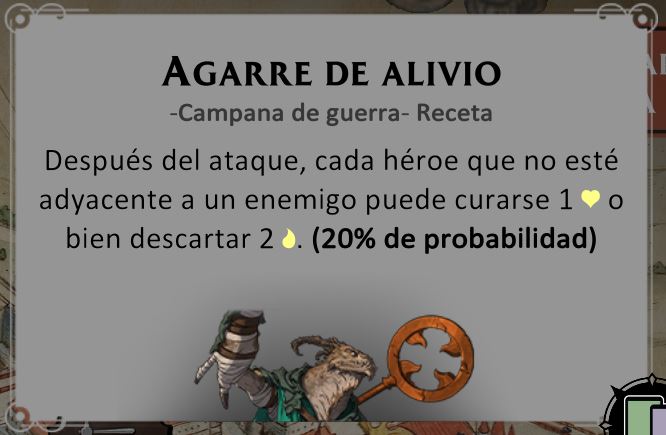 AGARRE DE ALIVIO
-Campana de guerra- Receta
Después del ataque, cada héroe que no esté
adyacente a un enemigo puede curarse 1 o
bien descartar 2 . (20% de probabilidad)